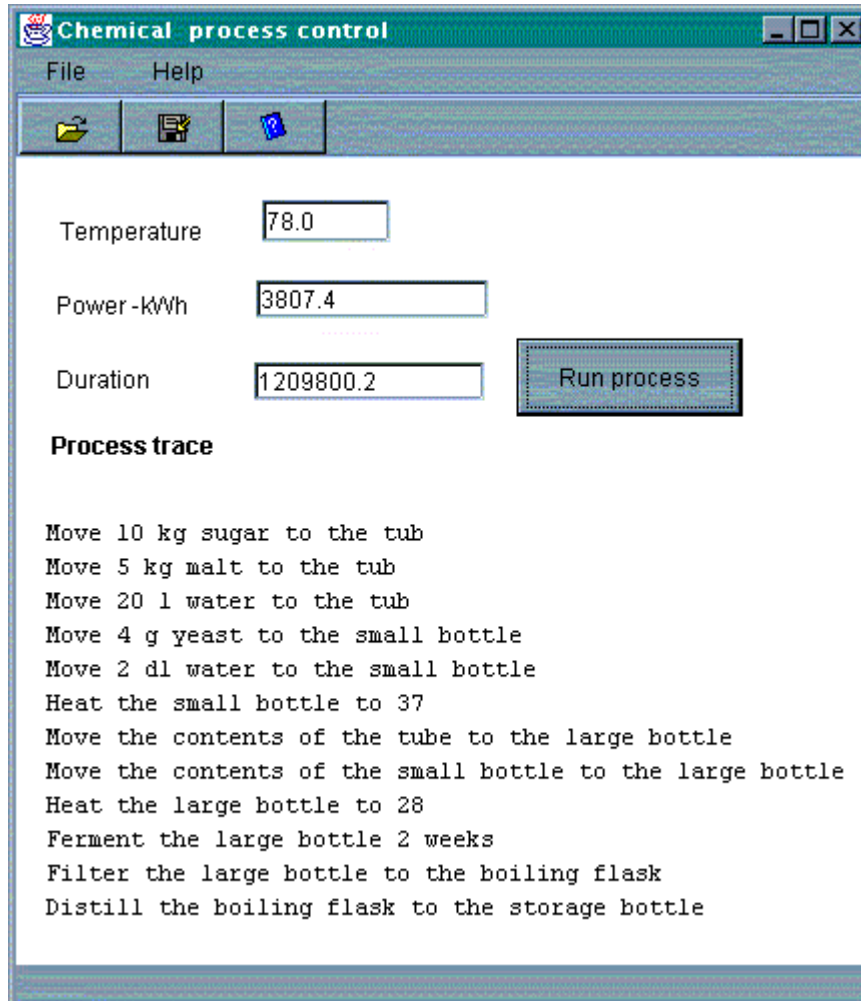 Chemical process control
File Help
Temperature 78.0
Power-kWh 3807.4
Duration 1209800.2 Run process
Process trace
Move 10 kg sugar to the tub
Move 5 kg malt to the tub
Move 20 l water to the tub
Move 4 g yeast to the small bottle
Move 2 dl water to the small bottle
Heat the small bottle to 37
Move the contents of the tube to the large bottle
Move the contents of the small bottle to the large bottle
Heat the large bottle to 28
Ferment the large bottle 2 weeks
Filter the large bottle to the boiling flask
Distill the boiling flask to the storage bottle